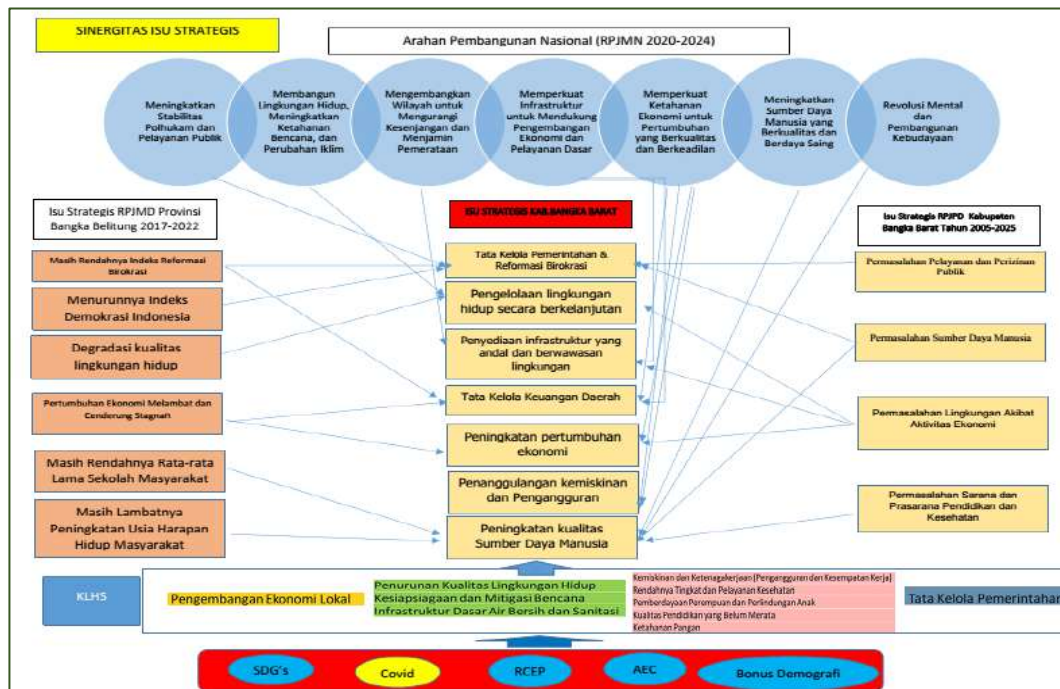 SINERGITAS ISU STRATEGIS
Arahan Pembangunan Nasional (RPJMN 2020-2024)
Meningkatkan
Stabilitas
Polhukam dan
Pelayanan Publik
Membangun
Lingkungan Hidup,
Meningkatkan
Ketahanan
Bencana, dan
Perubahan Iklim
Mengembangkan
Wilayah untuk
Mengurangi
Kesenjangan dan
Menjamin
Pemerataan
Memperkuat
Infrastruktur
untuk Mendukung
Pengembangan
Ekonomi dan
Pelayanan Dasar
Memperkuat
Ketahanan
Ekonomi untuk
Pertumbuhan
yang Berkualitas
dan Berkeadilan
Meningkatkan
Sumber Daya
Manusia yang
Berkualitas dan
Berdaya Saing
Revolusi Mental
dan
Pembangunan
Kebudayaan
Isu Strategis RPJMD Provinsi
Bangka Belitung 2017-2022
Masih Rendahnya Indeks Reformasi
Birokrasi
Menurunnya Indeks
Demokrasi Indonesia
Degradasi kualitas
lingkungan hidup
Pertumbuhan Ekonomi Melambat dan
Cenderung Stagnan
Masih Rendahnya Rata-rata
Lama Sekolah Masyarakat
Masih Lambatnya
Peningkatan Usia Harapan
Hidup Masyarakat
ISU STRATEGIS KAB.BANGKA BARAT
Tata Kelola Pemerintahan &
Reformasi Birokrasi
Pengelolaan lingkungan
hidup secara berkelanjutan
Penyediaan infrastruktur yang
andal dan berwawasan
lingkungan
Tata Kelola Keuangan Daerah
Peningkatan pertumbuhan
ekonomi
Penanggulangan kemiskinan
dan Pengangguran
Peningkatan kualitas
Sumber Daya Manusia
Isu Strategis RPJPD Kabupaten
Bangka Barat Tahun 2005-2025
Permasalahan Pelayanan dan Perizinan
Publik
Permasalahan Sumber Daya Manusia
Permasalahan Lingkungan Akibat
Aktivitas Ekonomi
Permasalahan Sarana dan
Prasarana Pendidikan dan
Kesehatan
KLHS
Pengembangan Ekonomi Lokal
Penurunan Kualitas Lingkungan Hidup
Kesiapsiagaan dan Mitigasi Bencana
Infrastruktur Dasar Air Bersih dan Sanitasi
Kemiskinan dan Ketenagakerjaan (Pengangguran dan Kesempatan Kerja)
Rendahnya Tingkat dan Pelayanan Kesehatan
Pemberdayaan Perempuan dan Perlindungan Anak
Kualitas Pendidikan yang Belum Merata
Ketahanan Pangan
Tata Kelola Pemerintahan
SDG's
Covid
RCEP
AEC
Bonus Demografi